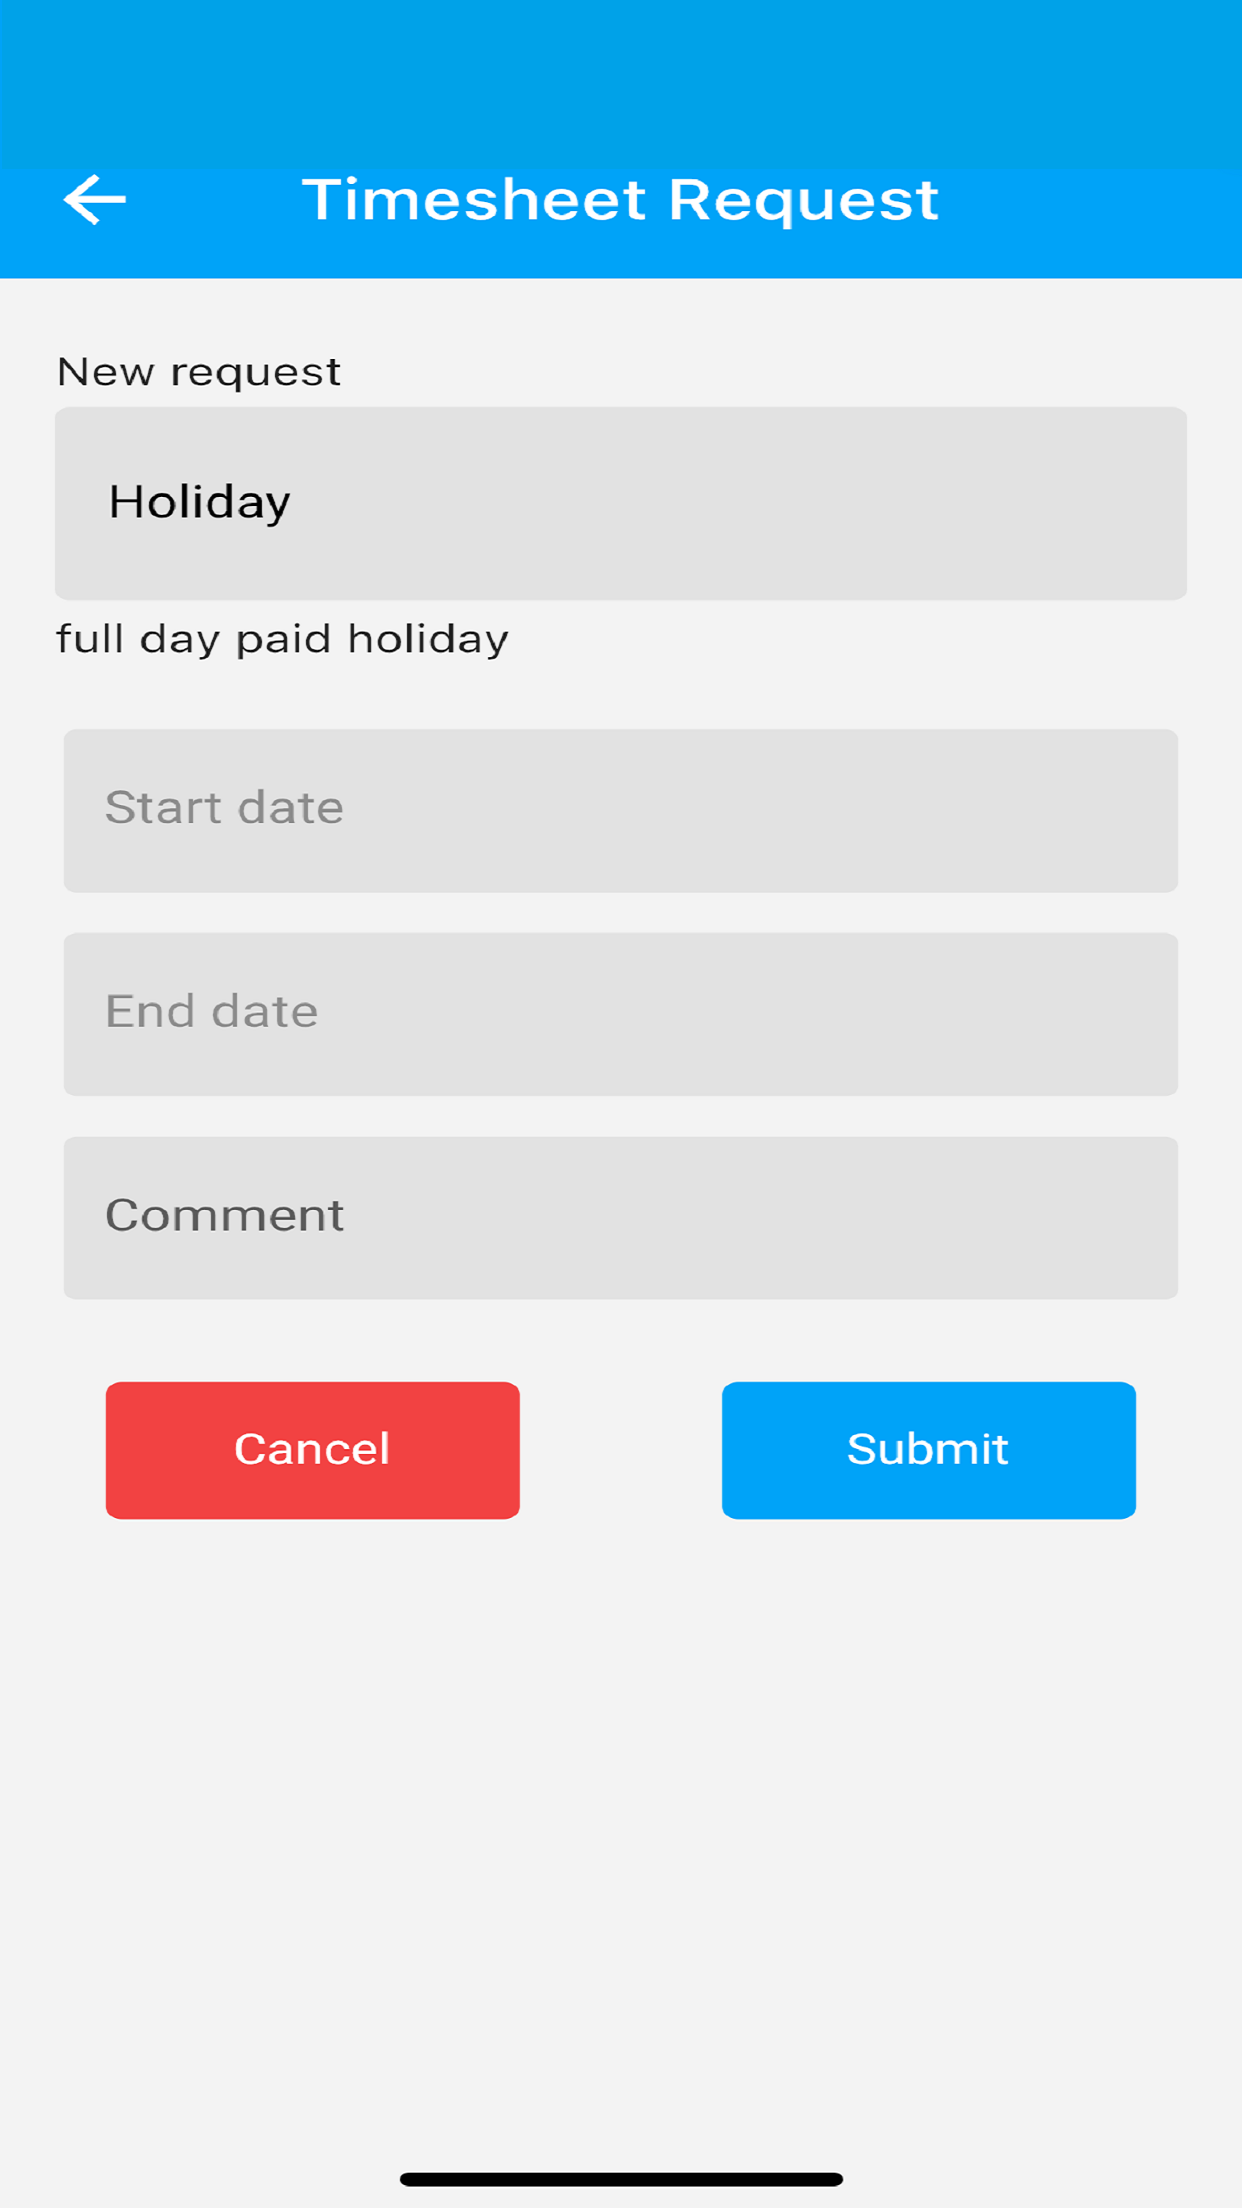 Timesheet Request
New request
Holiday
full day paid holiday
Start date
End date
Comment
Cancel
Submit